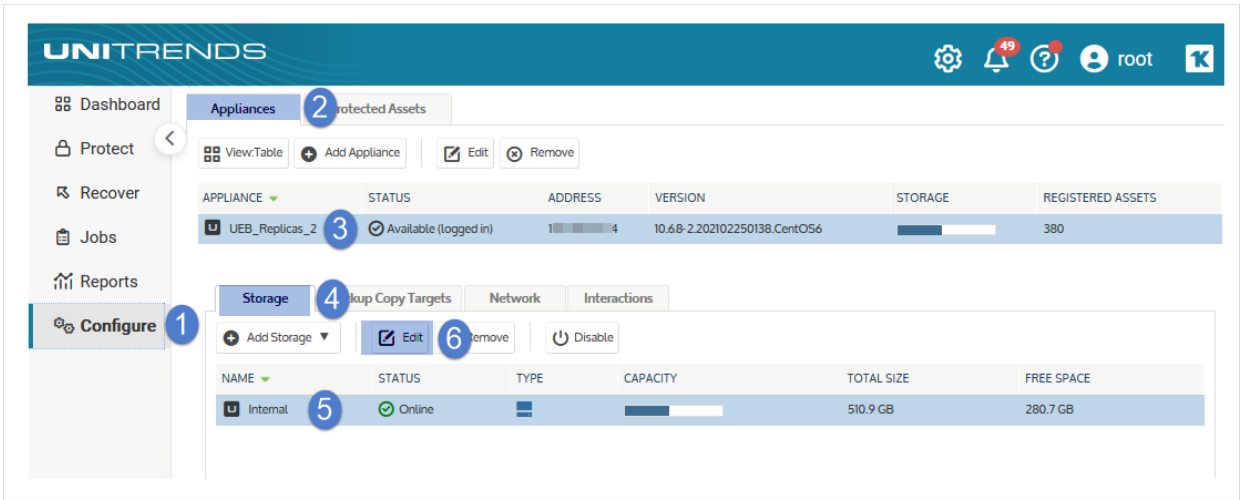 UNITRENDS
49
root
Dashboard
Appliances
2
rotected Assets
Protect
View:Table
Add Appliance
Edit
Remove
Recover
APPLIANCE
STATUS
ADDRESS
VERSION
STORAGE
REGISTERED ASSETS
UEB_Replicas_2
3
Available (logged in)
1
4
10.6.8-2.202102250138.CentOS6
380
Jobs
Reports
Storage
4
kup Copy Targets
Network
Interactions
Configure
1
Add Storage
Edit
6
emove
Disable
NAME
STATUS
TYPE
CAPACITY
TOTAL SIZE
FREE SPACE
Internal
5
Online
510.9 GB
280.7 GB